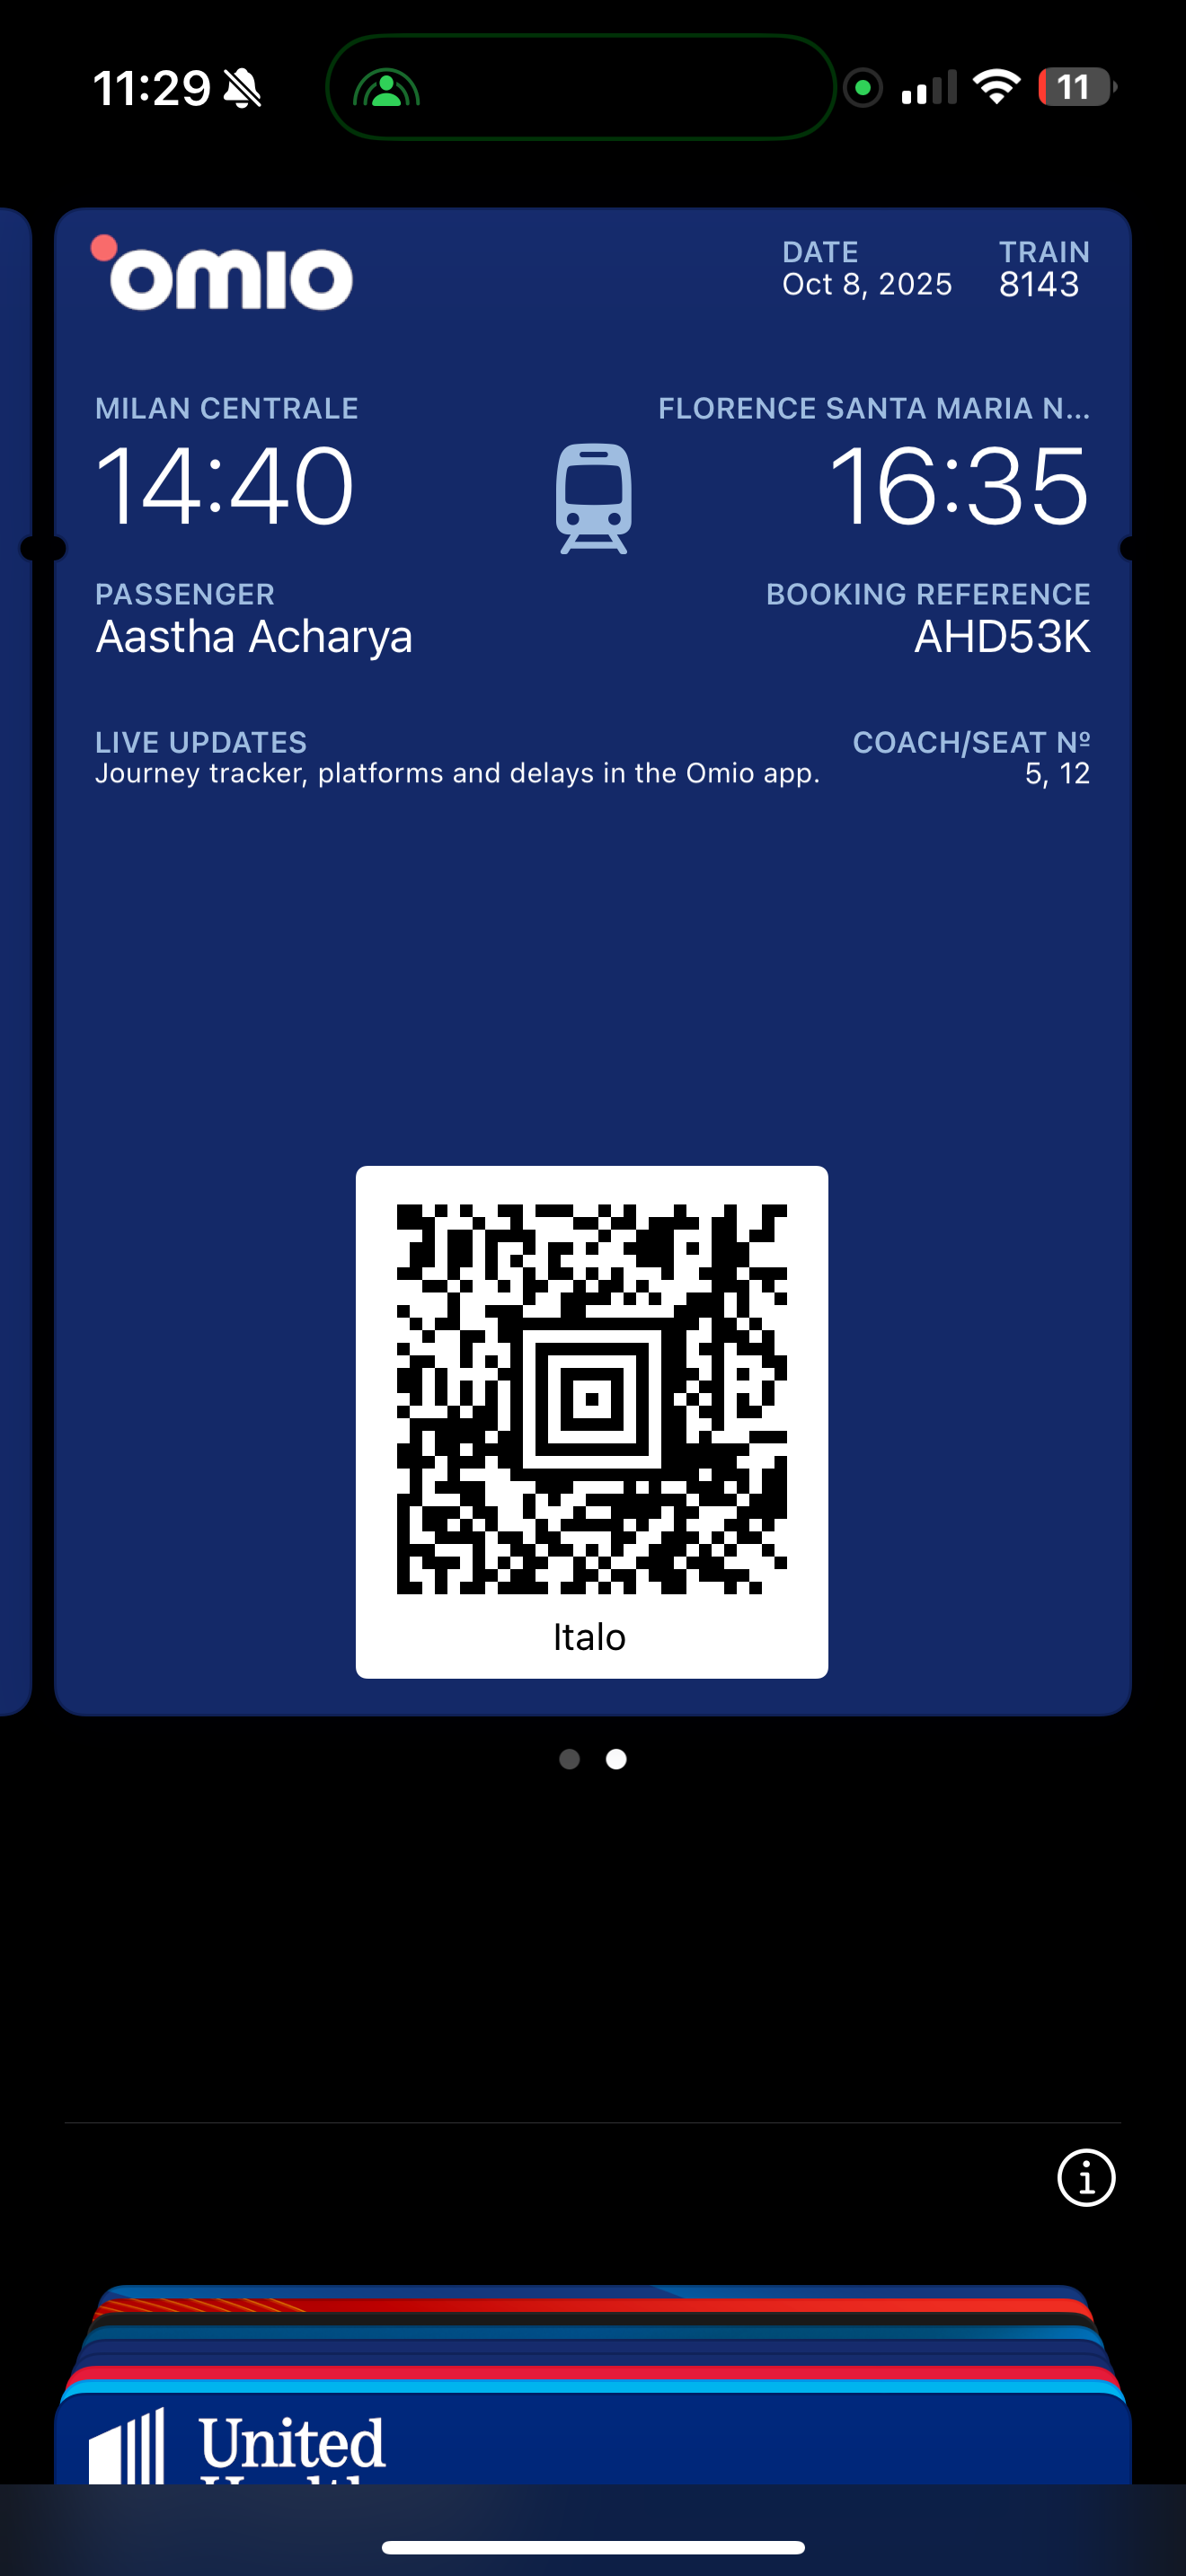 11:29
11
omio
DATE
Oct 8, 2025
TRAIN
8143
MILAN CENTRALE
FLORENCE SANTA MARIA N...
14:40
16:35
PASSENGER
Aastha Acharya
BOOKING REFERENCE
AHD53K
LIVE UPDATES
Journey tracker, platforms and delays in the Omio app.
COACH/SEAT Nº
5, 12
Italo
United